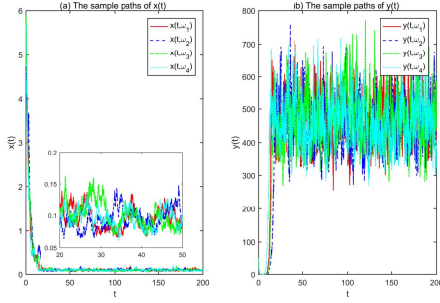 (a) The sample paths of x(t)
x(t,ω1)
x(t,ω2)
x(t,ω3)
x(t,ω4)
x(t)
6
5
4
3
2
1
0
0 50 100 150 200
t
0.2
0.15
0.1
0.05
20 30 40 50
(b) The sample paths of y(t)
y(t,ω1)
y(t,ω2)
y(t,ω3)
y(t,ω4)
y(t)
800
700
600
500
400
300
200
100
0
0 50 100 150 200
t